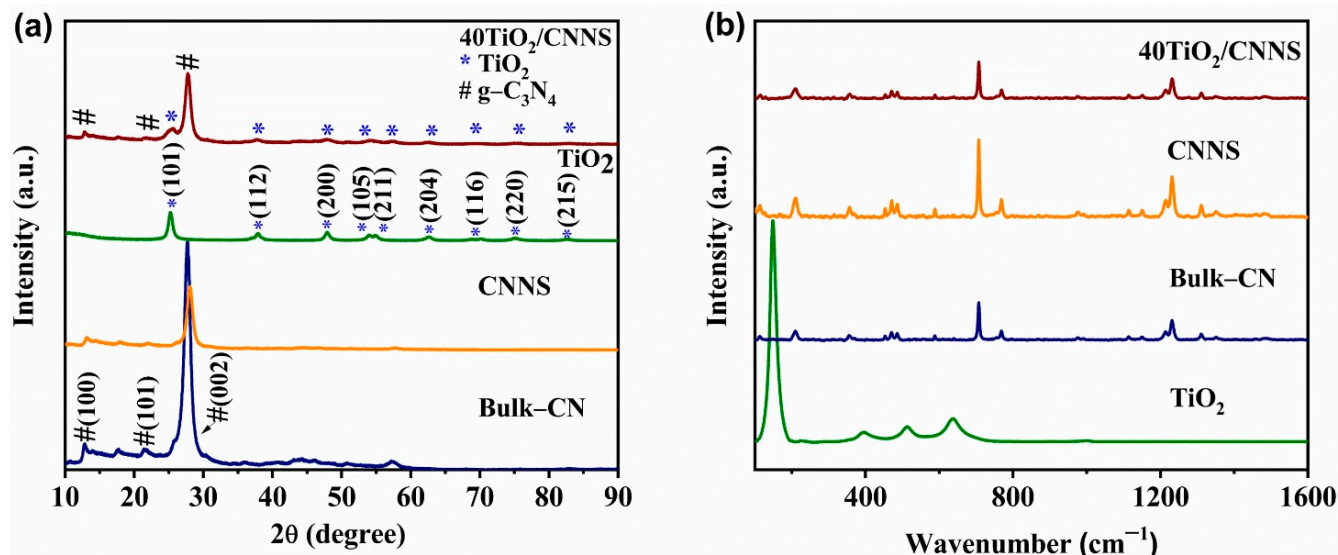 (a)
40TiO₂/CNNS
* TiO₂
# g–C₃N₄
#
#
#
*
*
*
*
*
*
*
*
*
TiO₂
*(101)
*(112)
*(200)
*(105)
*(211)
*(204)
*(116)
*(220)
*(215)
CNNS
#(100)
#(101)
#(002)
Bulk–CN
Intensity (a.u.)
10 20 30 40 50 60 70 80 90
2θ (degree)
(b)
40TiO₂/CNNS
CNNS
Bulk–CN
TiO₂
Intensity (a.u.)
400 800 1200 1600
Wavenumber (cm⁻¹)